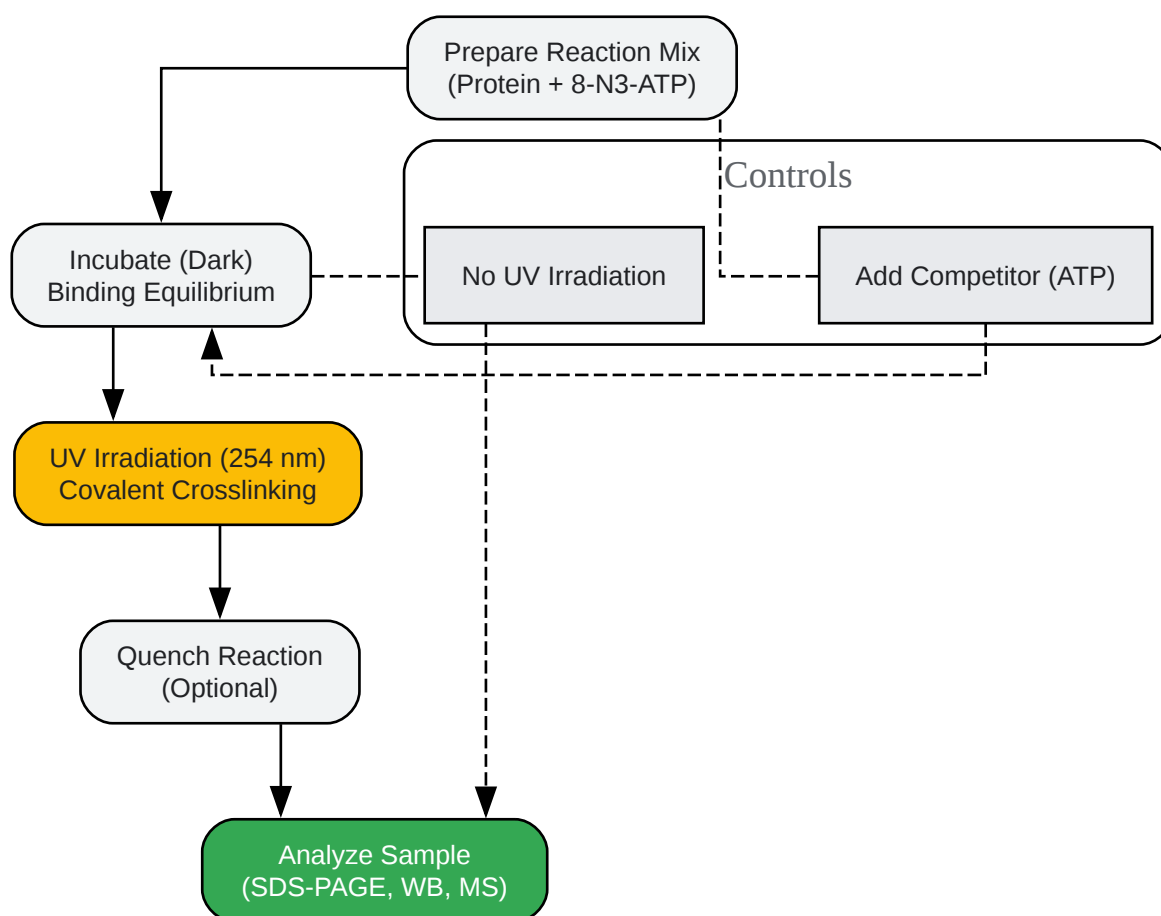 Prepare Reaction Mix
(Protein + 8-N3-ATP)
Controls
Incubate (Dark)
Binding Equilibrium
No UV Irradiation
Add Competitor (ATP)
UV Irradiation (254 nm)
Covalent Crosslinking
Quench Reaction
(Optional)
Analyze Sample
(SDS-PAGE, WB, MS)